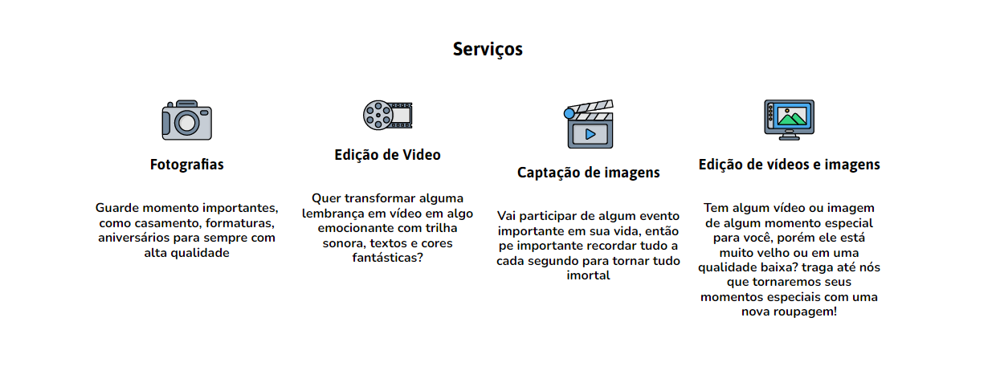 Serviços
Fotografias
Guarde momento importantes,
como casamento, formaturas,
aniversários para sempre com
alta qualidade
Edição de Video
Quer transformar alguma
lembrança em vídeo em algo
emocionante com trilha
sonora, textos e cores
fantásticas?
Captação de imagens
Vai participar de algum evento
importante em sua vida, então
pe importante recordar tudo a
cada segundo para tornar tudo
imortal
Edição de vídeos e imagens
Tem algum vídeo ou imagem
de algum momento especial
para você, porém ele está
muito velho ou em uma
qualidade baixa? traga até nós
que tornaremos seus
momentos especiais com uma
nova roupagem!